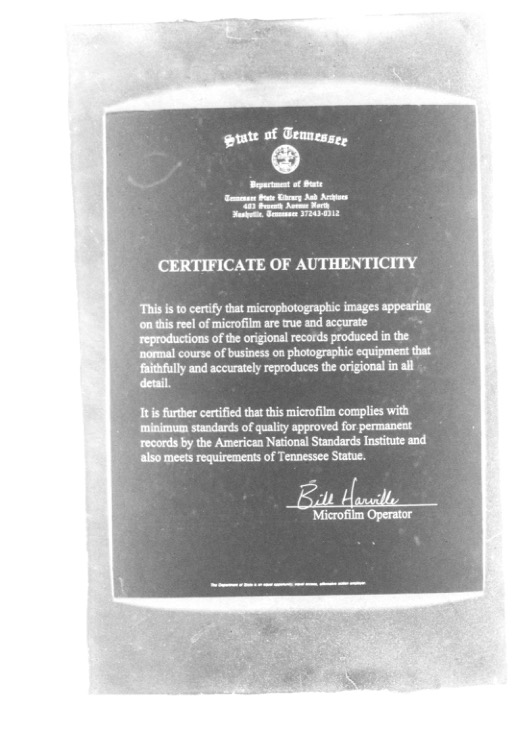 State of Tennessee
Department of State
Tennessee State Library And Archives
403 Seventh Avenue North
Nashville, Tennessee 37243-0312
CERTIFICATE OF AUTHENTICITY
This is to certify that microphotographic images appearing
on this reel of microfilm are true and accurate
reproductions of the origional records produced in the
normal course of business on photographic equipment that
faithfully and accurately reproduces the origional in all
detail.
It is further certified that this microfilm complies with
minimum standards of quality approved for permanent
records by the American National Standards Institute and
also meets requirements of Tennessee Statue.
Bill Harville
Microfilm Operator
The Department of State is an equal opportunity, equal access, affirmative action employer.